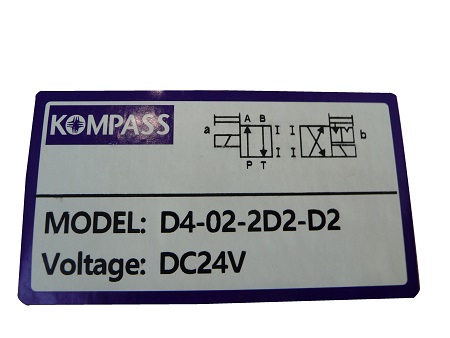 KOMPASS
A B
a b
P T
MODEL: D4-02-2D2-D2
Voltage: DC24V